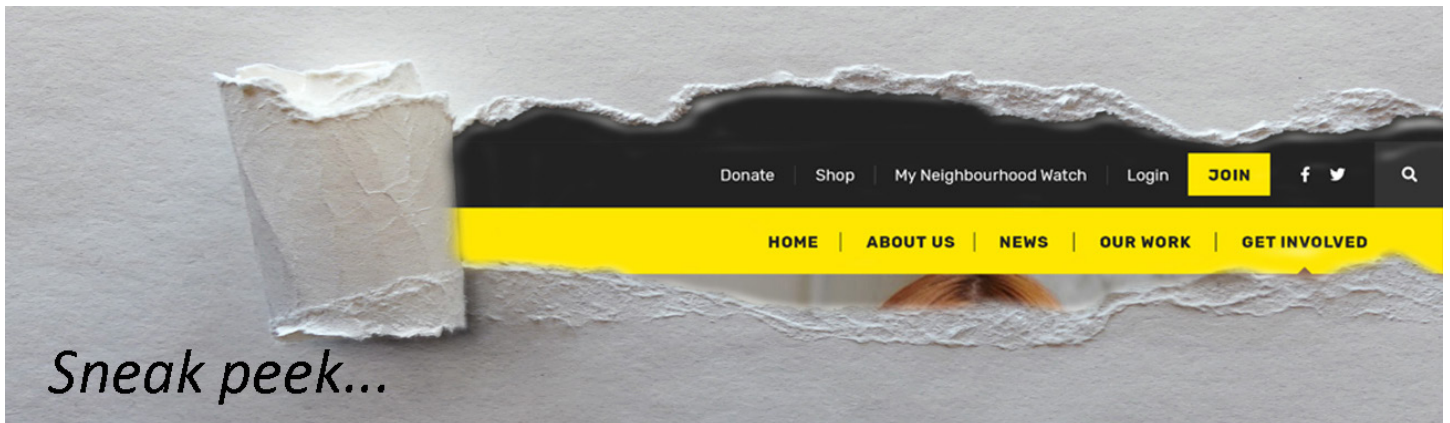 Donate Shop My Neighbourhood Watch Login JOIN
HOME ABOUT US NEWS OUR WORK GET INVOLVED
Sneak peek...